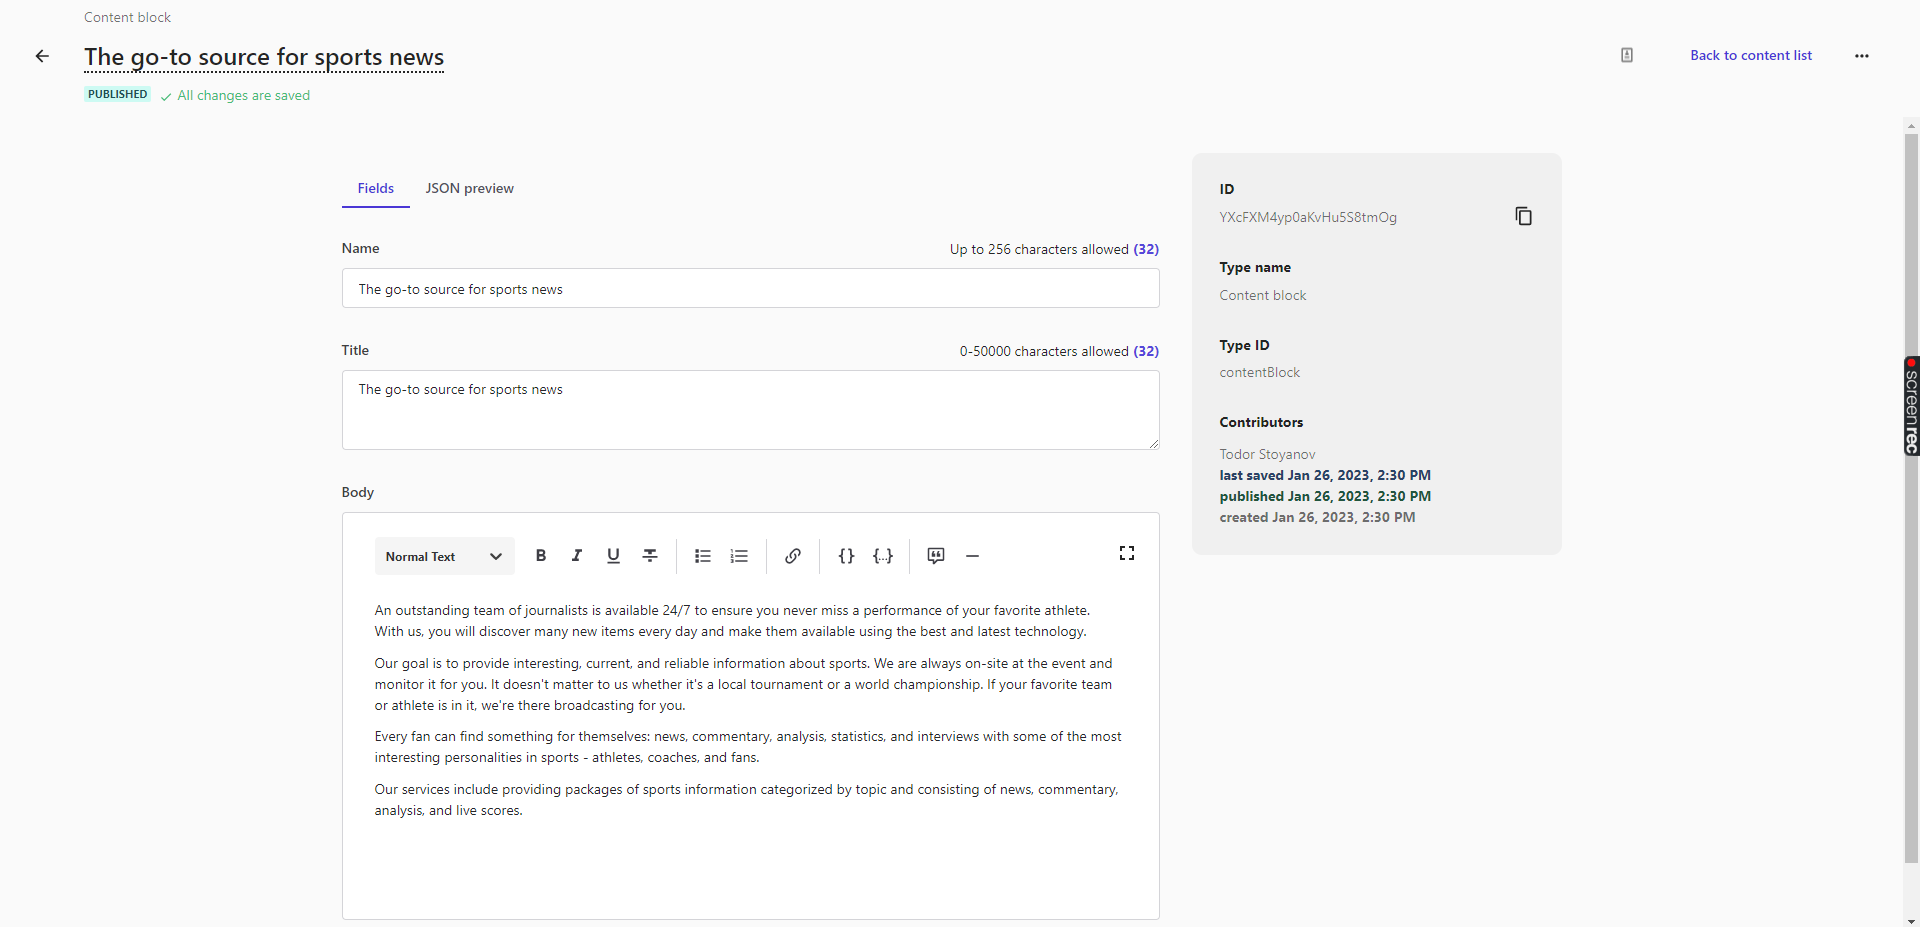 Content block
The go-to source for sports news
Back to content list
PUBLISHED
All changes are saved
Fields
JSON preview
Name
Up to 256 characters allowed (32)
The go-to source for sports news
Title
0-50000 characters allowed (32)
The go-to source for sports news
Body
Normal Text
B I U
An outstanding team of journalists is available 24/7 to ensure you never miss a performance of your favorite athlete.
With us, you will discover many new items every day and make them available using the best and latest technology.
Our goal is to provide interesting, current, and reliable information about sports. We are always on-site at the event and
monitor it for you. It doesn't matter to us whether it's a local tournament or a world championship. If your favorite team
or athlete is in it, we're there broadcasting for you.
Every fan can find something for themselves: news, commentary, analysis, statistics, and interviews with some of the most
interesting personalities in sports - athletes, coaches, and fans.
Our services include providing packages of sports information categorized by topic and consisting of news, commentary,
analysis, and live scores.
ID
YXcFXM4yp0aKvHu5S8tmOg
Type name
Content block
Type ID
contentBlock
Contributors
Todor Stoyanov
last saved Jan 26, 2023, 2:30 PM
published Jan 26, 2023, 2:30 PM
created Jan 26, 2023, 2:30 PM
screenrec